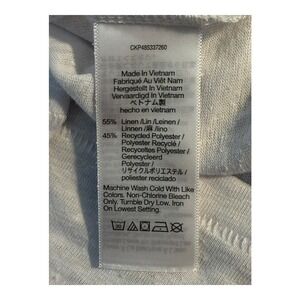 CKP485337260
Made In Vietnam
Fabriqué Au Viêt Nam
Hergestellt In Vietnam
Vervaardigd In Vietnam
ベトナム製
hecho en vietnam
55% Linen/Lin/Leinen/
Linnen/麻/lino
45% Recycled Polyester/
Polyester Recyclé/
Recyceltes Polyester/
Gerecycleerd
Polyester/
リサイクルポリエステル/
poliester reciclado
Machine Wash Cold With Like
Colors. Non-Chlorine Bleach
Only. Tumble Dry Low. Iron
On Lowest Setting.